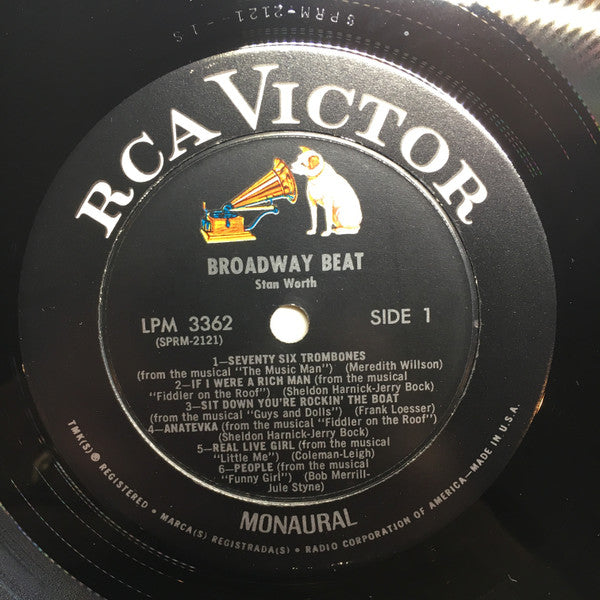 SPRM-2121-1S
RCA VICTOR
BROADWAY BEAT
Stan Worth
LPM 3362
(SPRM-2121)
SIDE 1
1—SEVENTY SIX TROMBONES
(from the musical "The Music Man") (Meredith Willson)
2—IF I WERE A RICH MAN (from the musical
"Fiddler on the Roof") (Sheldon Harnick-Jerry Bock)
3—SIT DOWN YOU'RE ROCKIN' THE BOAT
(from the musical "Guys and Dolls") (Frank Loesser)
4—ANATEVKA (from the musical "Fiddler on the Roof")
(Sheldon Harnick-Jerry Bock)
5—REAL LIVE GIRL (from the musical
"Little Me") (Coleman-Leigh)
6—PEOPLE (from the musical
"Funny Girl") (Bob Merrill-
Jule Styne)
MONAURAL
TMK(S) ® REGISTERED • MARCA(S) REGISTRADA(S) • RADIO CORPORATION OF AMERICA—MADE IN U.S.A.